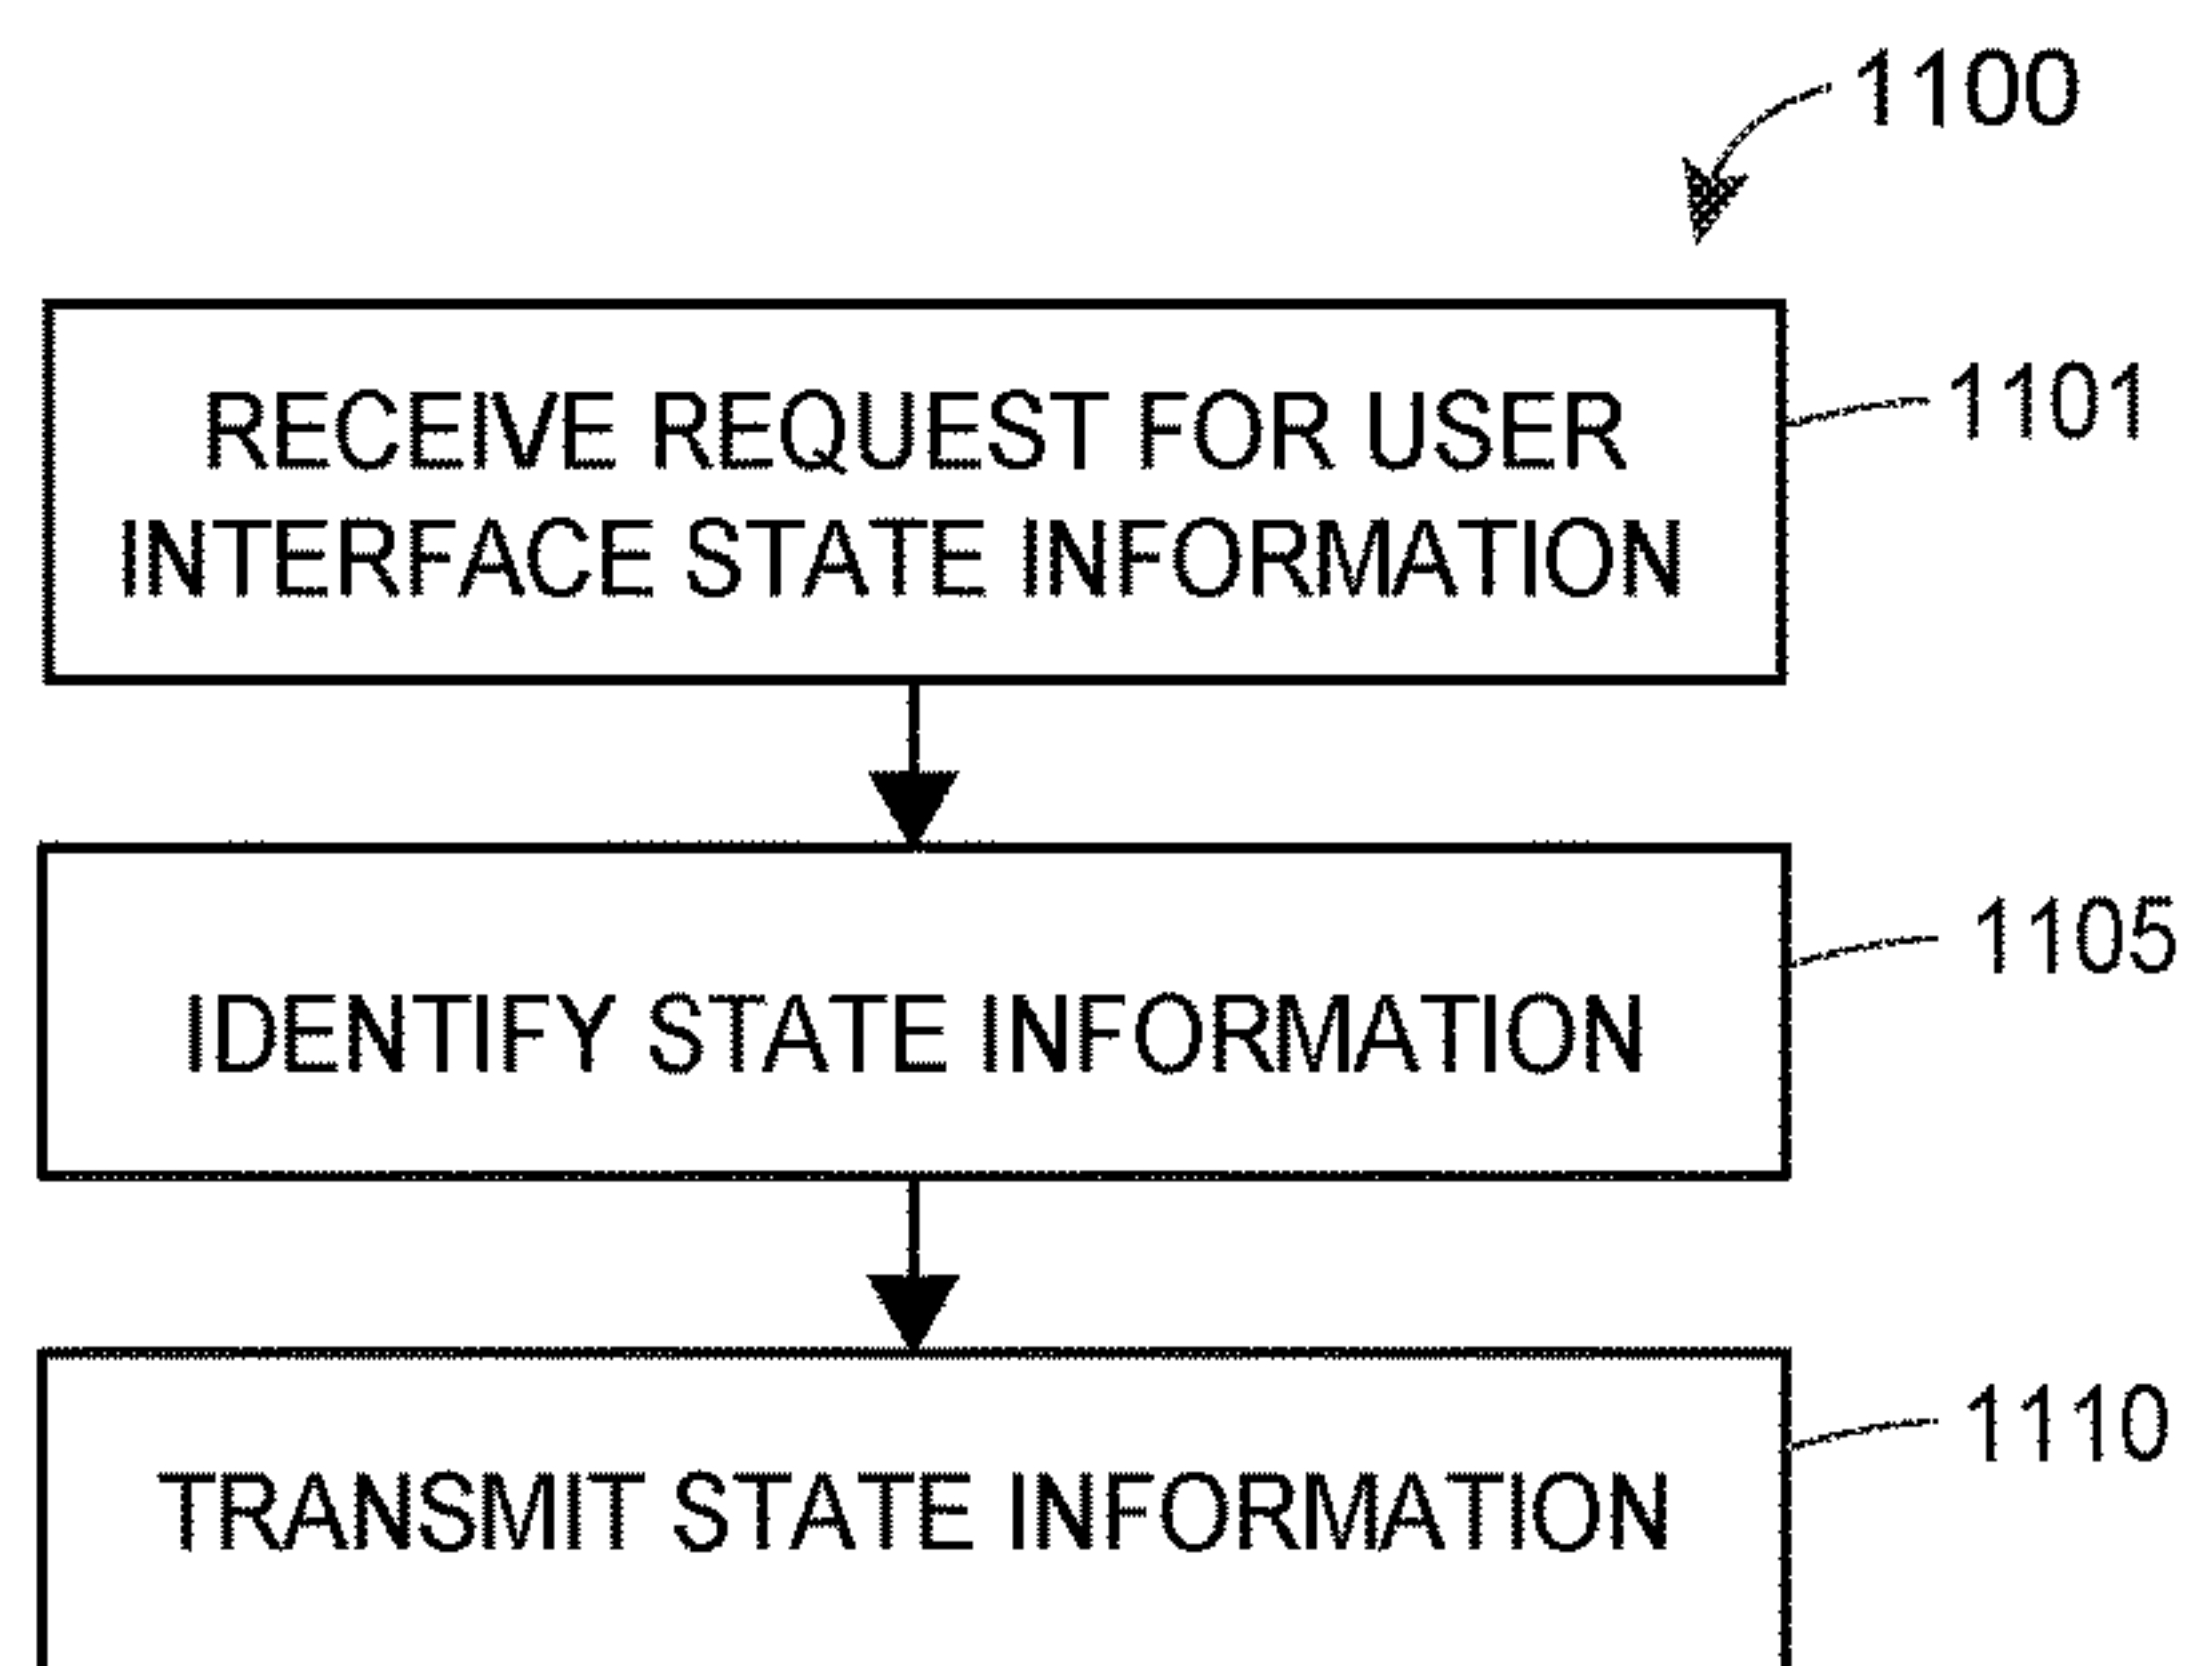 1100
RECEIVE REQUEST FOR USER
INTERFACE STATE INFORMATION
1101
IDENTIFY STATE INFORMATION
1105
TRANSMIT STATE INFORMATION
1110